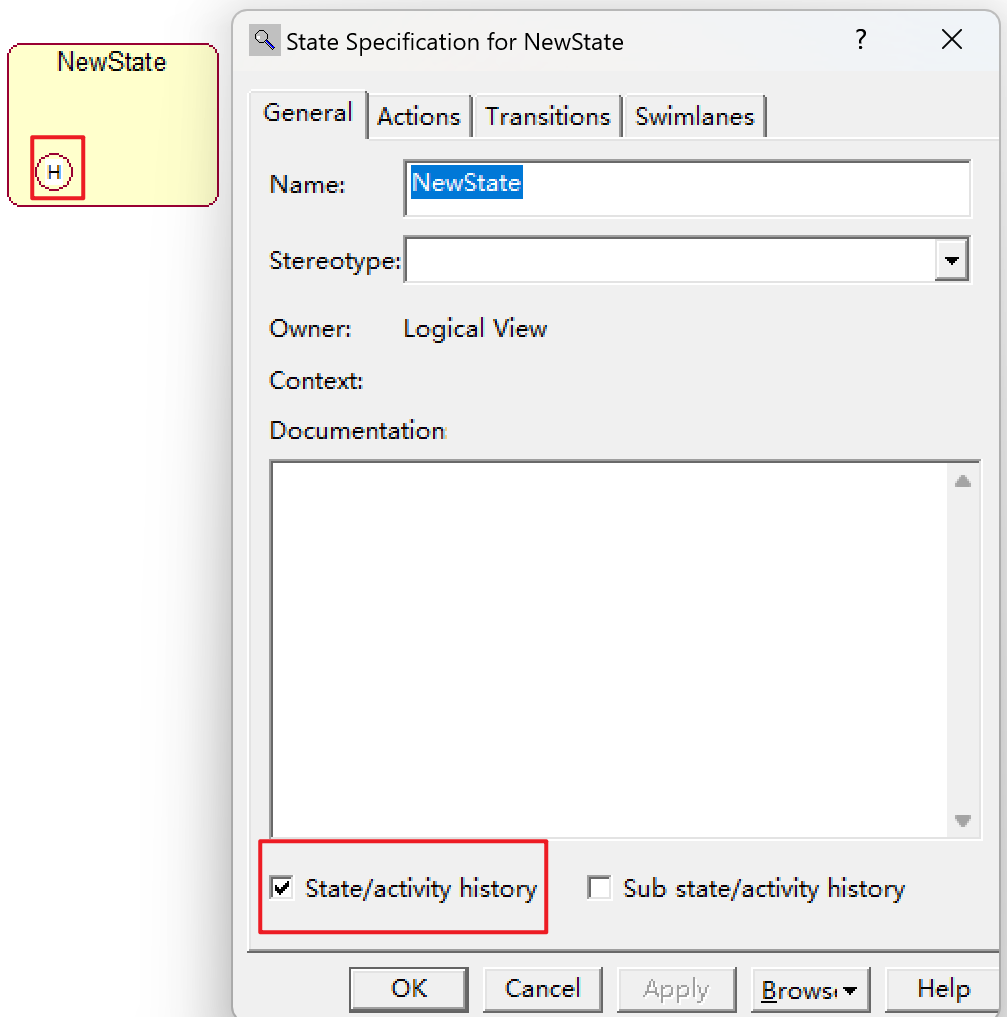 NewState
H
State Specification for NewState
?
General Actions Transitions Swimlanes
Name: NewState
Stereotype:
Owner: Logical View
Context:
Documentation:
State/activity history Sub state/activity history
OK Cancel Apply Brows Help